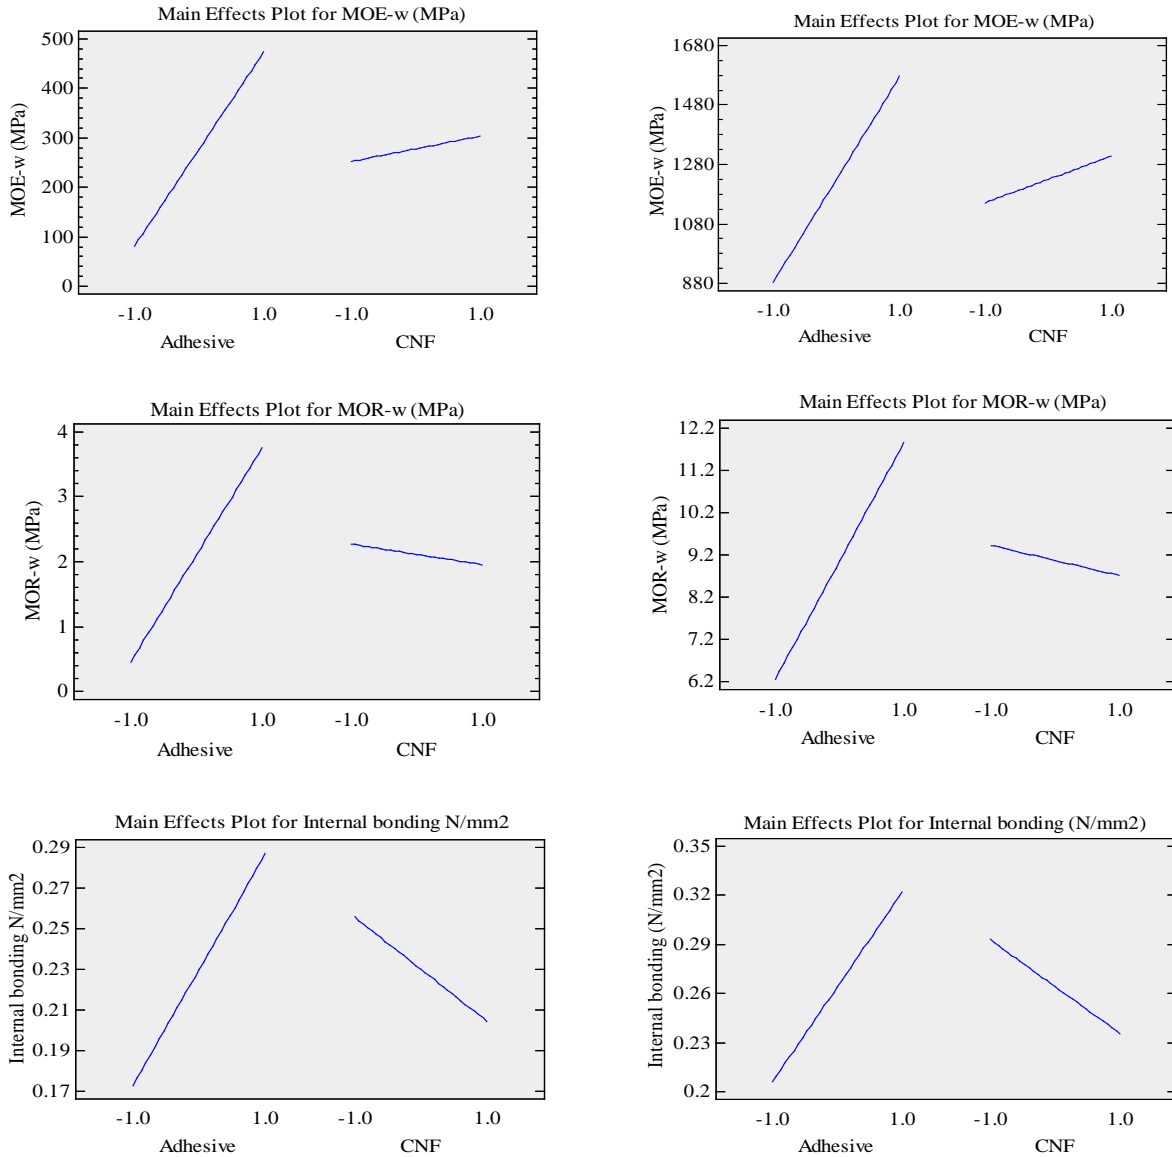 Main Effects Plot for MOE-w (MPa)
MOE-w (MPa)
500
400
300
200
100
0
-1.0 1.0 -1.0 1.0
Adhesive CNF
Main Effects Plot for MOE-w (MPa)
MOE-w (MPa)
1680
1480
1280
1080
880
-1.0 1.0 -1.0 1.0
Adhesive CNF
Main Effects Plot for MOR-w (MPa)
MOR-w (MPa)
4
3
2
1
0
-1.0 1.0 -1.0 1.0
Adhesive CNF
Main Effects Plot for MOR-w (MPa)
MOR-w (MPa)
12.2
11.2
10.2
9.2
8.2
7.2
6.2
-1.0 1.0 -1.0 1.0
Adhesive CNF
Main Effects Plot for Internal bonding N/mm2
Internal bonding N/mm2
0.29
0.27
0.25
0.23
0.21
0.19
0.17
-1.0 1.0 -1.0 1.0
Adhesive CNF
Main Effects Plot for Internal bonding (N/mm2)
Internal bonding (N/mm2)
0.35
0.32
0.29
0.26
0.23
0.2
-1.0 1.0 -1.0 1.0
Adhesive CNF